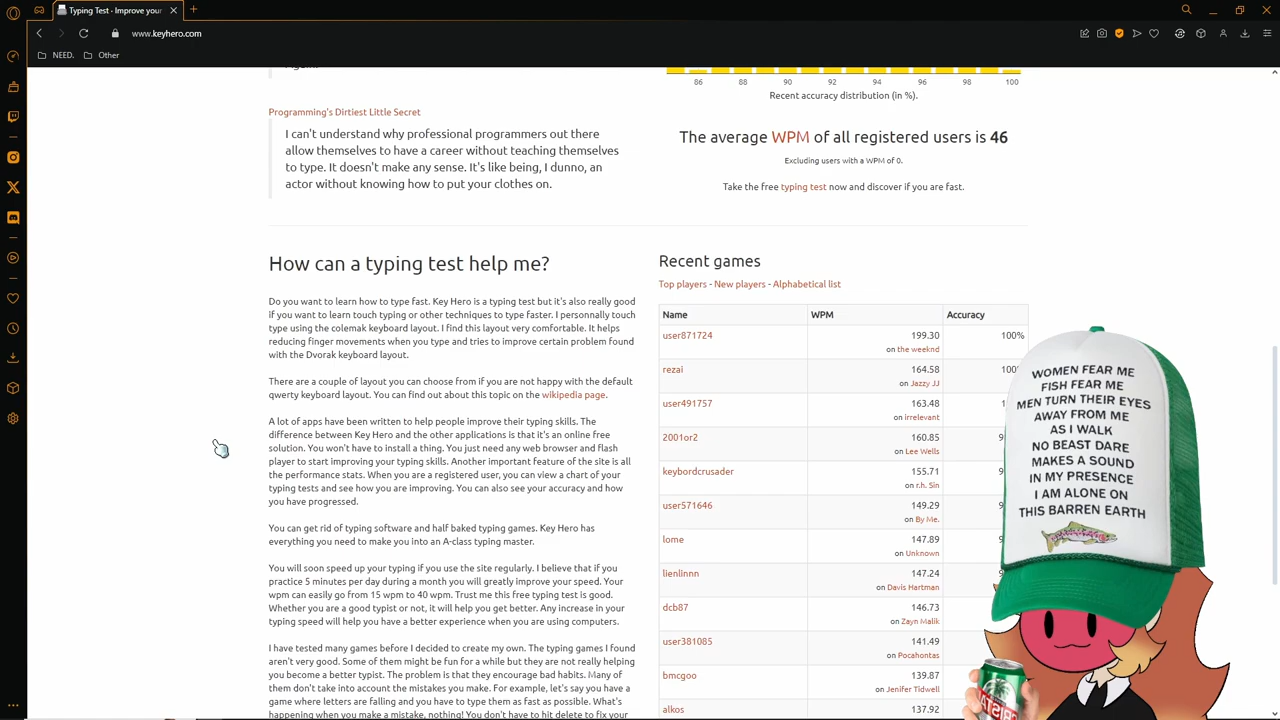 Typing Test - Improve your
www.keyhero.com
NEED.
Other
Programming's Dirtiest Little Secret
I can't understand why professional programmers out there
allow themselves to have a career without teaching themselves
to type. It doesn't make any sense. It's like being, I dunno, an
actor without knowing how to put your clothes on.
86 88 90 92 94 96 98 100
Recent accuracy distribution (in %).
The average WPM of all registered users is 46
Excluding users with a WPM of 0.
Take the free typing test now and discover if you are fast.
How can a typing test help me?
Do you want to learn how to type fast. Key Hero is a typing test but it's also really good
if you want to learn touch typing or other techniques to type faster. I personnally touch
type using the colemak keyboard layout. I find this layout very comfortable. It helps
reducing finger movements when you type and tries to improve certain problem found
with the Dvorak keyboard layout.
There are a couple of layout you can choose from if you are not happy with the default
qwerty keyboard layout. You can find out about this topic on the wikipedia page.
A lot of apps have been written to help people improve their typing skills. The
difference between Key Hero and the other applications is that it's an online free
solution. You won't have to install a thing. You just need any web browser and flash
player to start improving your typing skills. Another important feature of the site is all
the performance stats. When you are a registered user, you can view a chart of your
typing tests and see how you are improving. You can also see your accuracy and how
you have progressed.
You can get rid of typing software and half baked typing games. Key Hero has
everything you need to make you into an A-class typing master.
You will soon speed up your typing if you use the site regularly. I believe that if you
practice 5 minutes per day during a month you will greatly improve your speed. Your
wpm can easily go from 15 wpm to 40 wpm. Trust me this free typing test is good.
Whether you are a good typist or not, it will help you get better. Any increase in your
typing speed will help you have a better experience when you are using computers.
I have tested many games before I decided to create my own. The typing games I found
aren't very good. Some of them might be fun for a while but they are not really helping
you become a better typist. The problem is that they encourage bad habits. Many of
them don't take into account the mistakes you make. For example, let's say you have a
game where letters are falling and you have to type them as fast as possible. What's
happening when you make a mistake, nothing! You don't have to hit delete to fix your
Recent games
Top players - New players - Alphabetical list
Name WPM Accuracy
user871724 199.30 100%
on the weeknd
rezai 164.58
on Jazzy JJ
user491757 163.48
on irrelevant
2001or2 160.85
on Lee Wells
keybordcrusader 155.71
on r.h. Sin
user571646 149.29
on By Me.
lome 147.89
on Unknown
lienlinnn 147.24
on Davis Hartman
dcb87 146.73
on Zayn Malik
user381085 141.49
on Pocahontas
bmcgoo 139.87
on Jenifer Tidwell
alkos 137.92
WOMEN FEAR ME
FISH FEAR ME
MEN TURN THEIR EYES
AWAY FROM ME
AS I WALK
NO BEAST DARE
MAKES A SOUND
IN MY PRESENCE
I AM ALONE ON
THIS BARREN EARTH